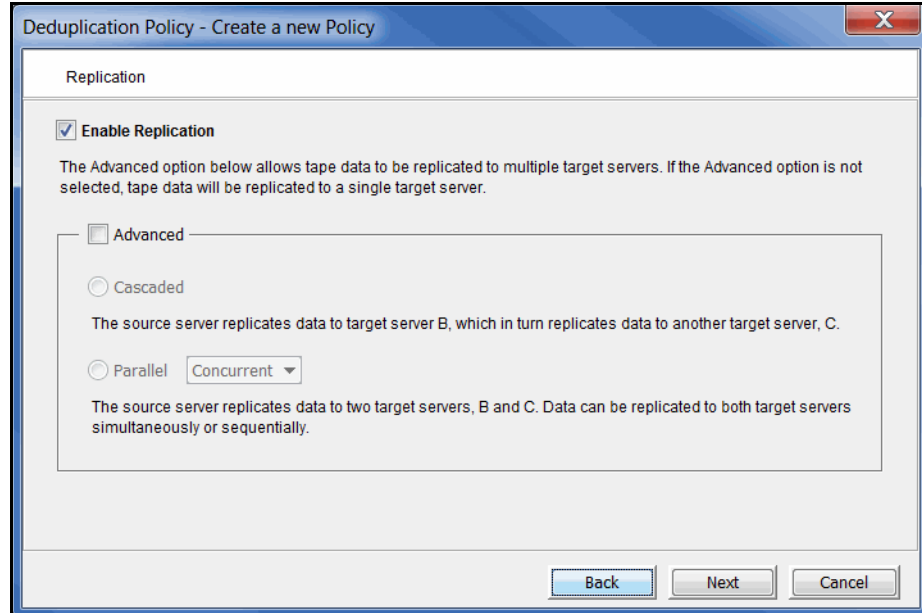 Deduplication Policy - Create a new Policy
X
Replication
Enable Replication
The Advanced option below allows tape data to be replicated to multiple target servers. If the Advanced option is not
selected, tape data will be replicated to a single target server.
Advanced
Cascaded
The source server replicates data to target server B, which in turn replicates data to another target server, C.
Parallel Concurrent
The source server replicates data to two target servers, B and C. Data can be replicated to both target servers
simultaneously or sequentially.
Back Next Cancel